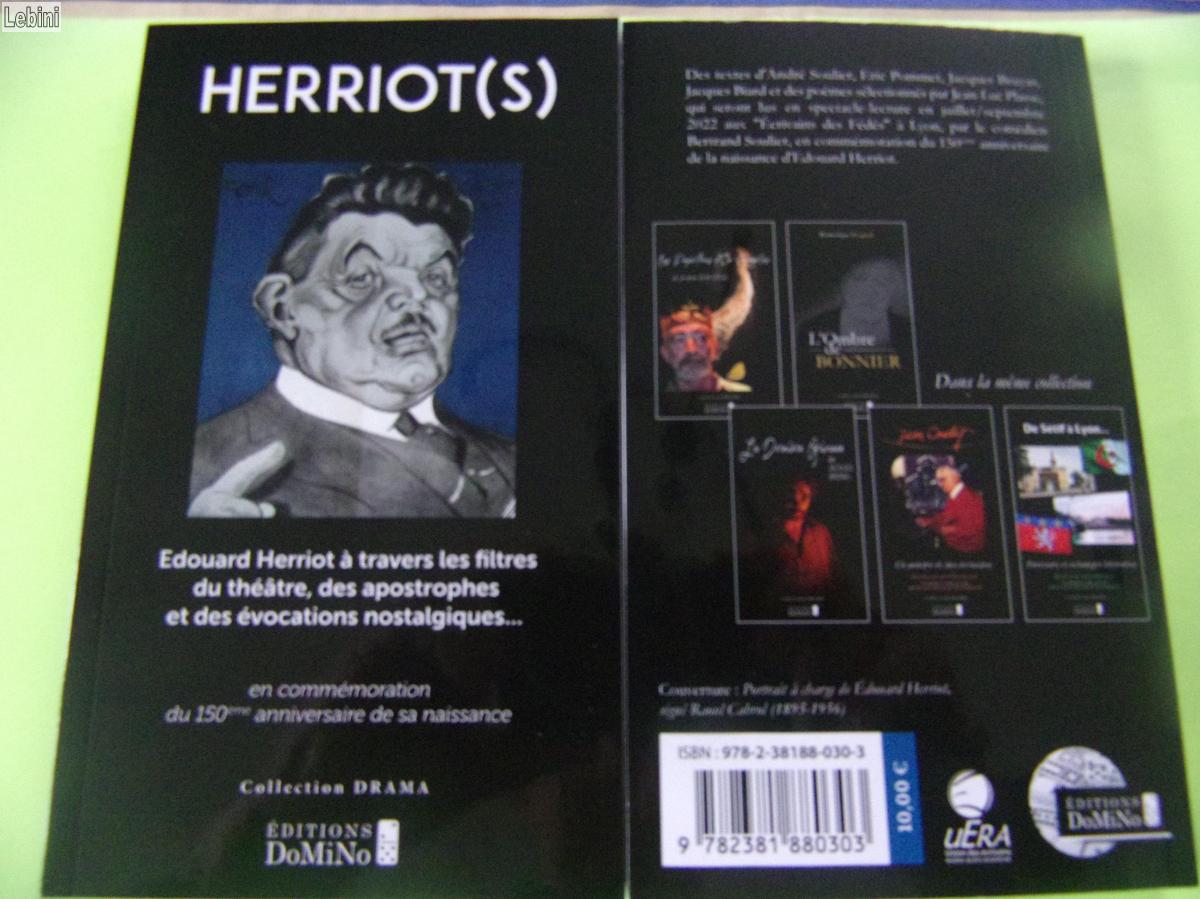 Lebini
HERRIOT(S)
Edouard Herriot à travers les filtres
du théâtre, des apostrophes
et des évocations nostalgiques...
en commémoration
du 150ème anniversaire de sa naissance
Collection DRAMA
ÉDITIONS
DoMiNo
Des textes d'André Soulier, Eric Pommet, Jacques Bruyas,
Jacques Biard et des poèmes sélectionnés par Jean Luc
qui seront lus en spectacle-lecture en juillet/septembre
2022 aux "Ecrivains des Fédés" à Lyon, par le comédien
Bertrand Soulier, en commémoration du 150ème anniversaire
de la naissance d'Edouard Herriot.
L'Ombre
de
BONNIER
Dans la même collection
La Dernière
De Sétif à Lyon...
Couverture : Portrait à charge de Édouard Herriot,
signé Raoul Cabrol (1895-1956)
ISBN : 978-2-38188-030-3
9 782381 880303
10,00 €
uERA
ÉDITIONS
DoMiNo